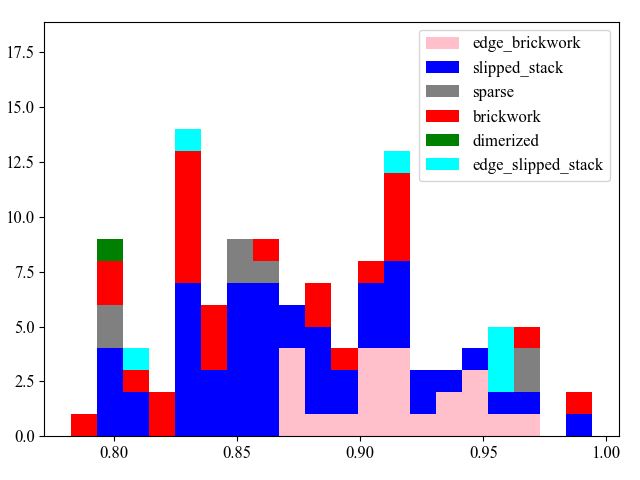 17.5
15.0
12.5
10.0
7.5
5.0
2.5
0.0
0.80 0.85 0.90 0.95 1.00
edge_brickwork
slipped_stack
sparse
brickwork
dimerized
edge_slipped_stack